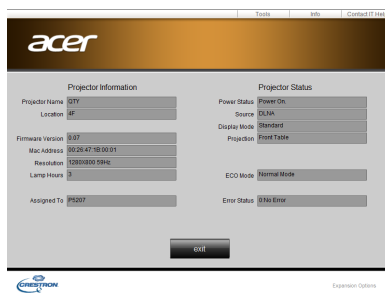 Tools Info Contact IT Hel
acer
Projector Information Projector Status
Projector Name QTY Power Status Power On.
Location 4F Source DLNA
Display Mode Standard
Firmware Version 0.07 Projection Front Table
Mac Address 00:26:47:1B:00:01
Resolution 1280X800 59Hz
Lamp Hours 3 ECO Mode Normal Mode
Assigned To P5207 Error Status 0:No Error
exit
CRESTRON Expansion Options